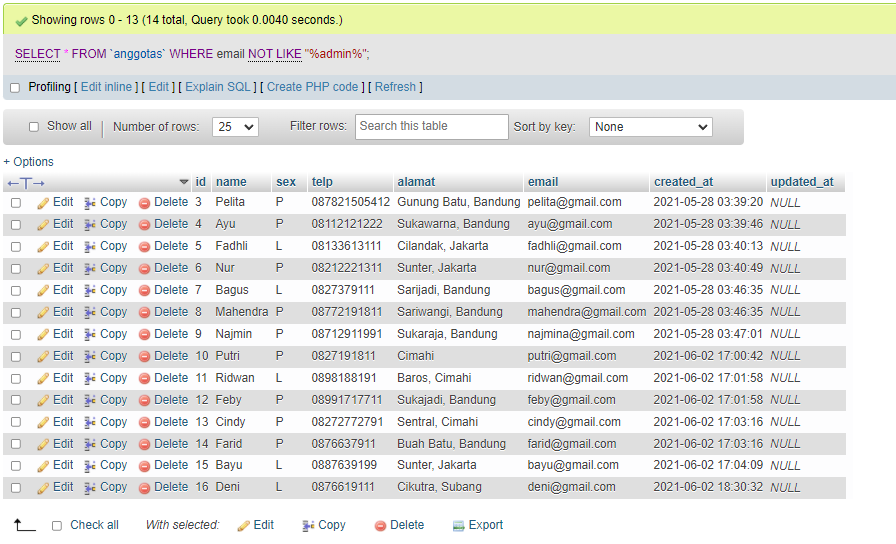 Showing rows 0 - 13 (14 total, Query took 0.0040 seconds.)
SELECT * FROM `anggotas` WHERE email NOT LIKE "%admin%";
Profiling [ Edit inline ] [ Edit ] [ Explain SQL ] [ Create PHP code ] [ Refresh ]
Show all | Number of rows: 25 Filter rows: Search this table Sort by key: None
+ Options
←T→ id name sex telp alamat email created_at updated_at
Edit Copy Delete 3 Pelita P 087821505412 Gunung Batu, Bandung pelita@gmail.com 2021-05-28 03:39:20 NULL
Edit Copy Delete 4 Ayu P 08112121222 Sukawarna, Bandung ayu@gmail.com 2021-05-28 03:39:46 NULL
Edit Copy Delete 5 Fadhli L 08133613111 Cilandak, Jakarta fadhli@gmail.com 2021-05-28 03:40:13 NULL
Edit Copy Delete 6 Nur P 08212221311 Sunter, Jakarta nur@gmail.com 2021-05-28 03:40:49 NULL
Edit Copy Delete 7 Bagus L 0827379111 Sarijadi, Bandung bagus@gmail.com 2021-05-28 03:46:35 NULL
Edit Copy Delete 8 Mahendra P 08772191811 Sariwangi, Bandung mahendra@gmail.com 2021-05-28 03:46:35 NULL
Edit Copy Delete 9 Najmin P 08712911991 Sukaraja, Bandung najmina@gmail.com 2021-05-28 03:47:01 NULL
Edit Copy Delete 10 Putri P 0827191811 Cimahi putri@gmail.com 2021-06-02 17:00:42 NULL
Edit Copy Delete 11 Ridwan L 0898188191 Baros, Cimahi ridwan@gmail.com 2021-06-02 17:01:58 NULL
Edit Copy Delete 12 Feby P 08991717711 Sukajadi, Bandung feby@gmail.com 2021-06-02 17:01:58 NULL
Edit Copy Delete 13 Cindy P 08272772791 Sentral, Cimahi cindy@gmail.com 2021-06-02 17:03:16 NULL
Edit Copy Delete 14 Farid P 0876637911 Buah Batu, Bandung farid@gmail.com 2021-06-02 17:03:16 NULL
Edit Copy Delete 15 Bayu L 0887639199 Sunter, Jakarta bayu@gmail.com 2021-06-02 17:04:09 NULL
Edit Copy Delete 16 Deni L 0876619111 Cikutra, Subang deni@gmail.com 2021-06-02 18:30:32 NULL
Check all With selected: Edit Copy Delete Export